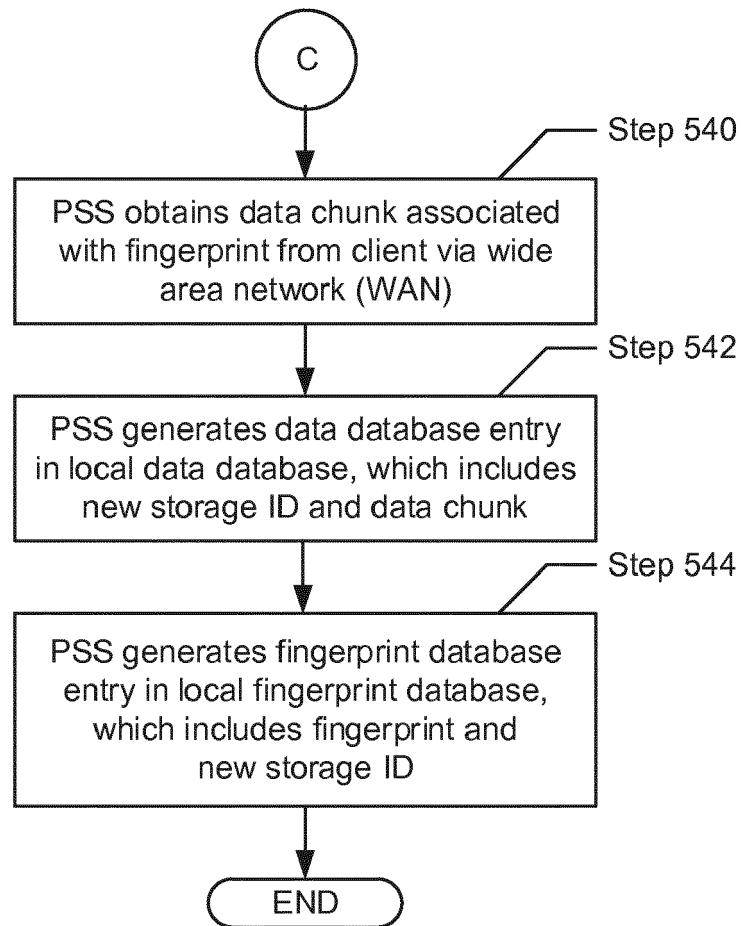 C
Step 540
PSS obtains data chunk associated
with fingerprint from client via wide
area network (WAN)
Step 542
PSS generates data database entry
in local data database, which includes
new storage ID and data chunk
Step 544
PSS generates fingerprint database
entry in local fingerprint database,
which includes fingerprint and
new storage ID
END